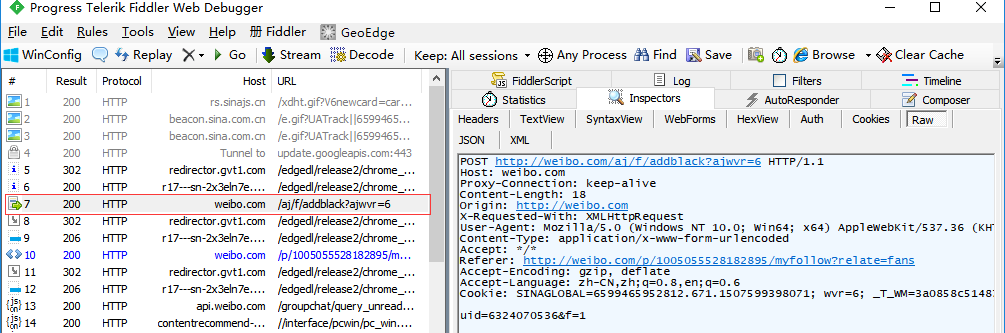 Progress Telerik Fiddler Web Debugger
File Edit Rules Tools View Help Fiddler GeoEdge
WinConfig Replay Go Stream Decode Keep: All sessions Any Process Find Save Browse Clear Cache
# Result Protocol Host URL
1 200 HTTP rs.sinajs.cn /xdht.gif?V6newcard=car...
2 200 HTTP beacon.sina.com.cn /e.gif?UATrack||6599465...
3 200 HTTP beacon.sina.com.cn /e.gif?UATrack||6599465...
4 200 HTTP Tunnel to update.googleapis.com:443
5 302 HTTP redirector.gvt1.com /edgedl/release2/chrome_...
6 200 HTTP r17---sn-2x3eln7e.... /edgedl/release2/chrome_...
7 200 HTTP weibo.com /aj/f/addblack?ajwvr=6
8 302 HTTP redirector.gvt1.com /edgedl/release2/chrome_...
9 206 HTTP r17---sn-2x3eln7e.... /edgedl/release2/chrome_...
10 200 HTTP weibo.com /p/1005055528182895/m...
11 302 HTTP redirector.gvt1.com /edgedl/release2/chrome_...
12 206 HTTP r17---sn-2x3eln7e.... /edgedl/release2/chrome_...
13 200 HTTP api.weibo.com /groupchat/query_unread...
14 200 HTTP contentrecommend-... //interface/pcwin/pc_win....
FiddlerScript Log Filters Timeline
Statistics Inspectors AutoResponder Composer
Headers TextView SyntaxView WebForms HexView Auth Cookies Raw
JSON XML
POST http://weibo.com/aj/f/addblack?ajwvr=6 HTTP/1.1
Host: weibo.com
Proxy-Connection: keep-alive
Content-Length: 18
Origin: http://weibo.com
X-Requested-With: XMLHttpRequest
User-Agent: Mozilla/5.0 (Windows NT 10.0; Win64; x64) AppleWebKit/537.36 (KHT
Content-Type: application/x-www-form-urlencoded
Accept: */*
Referer: http://weibo.com/p/1005055528182895/myfollow?relate=fans
Accept-Encoding: gzip, deflate
Accept-Language: zh-CN,zh;q=0.8,en;q=0.6
Cookie: SINAGLOBAL=6599465952812.671.1507599398071; wvr=6; _T_WM=3a0858c5148
uid=6324070536&f=1